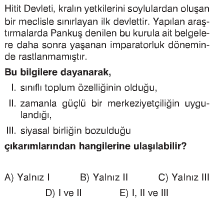 Hitit Devleti, kralın yetkilerini soylulardan oluşan
bir meclisle sınırlayan ilk devlettir. Yapılan araş-
tırmalarda Pankuş denilen bu kurula ait belgele-
re daha sonra yaşanan imparatorluk dönemin-
de rastlanmamıştır.
Bu bilgilere dayanarak,
I. sınıflı toplum özelliğinin olduğu,
II. zamanla güçlü bir merkeziyetçiliğin uygu-
landığı,
III. siyasal birliğin bozulduğu
çıkarımlarından hangilerine ulaşılabilir?
A) Yalnız I B) Yalnız II C) Yalnız III
D) I ve II E) I, II ve III